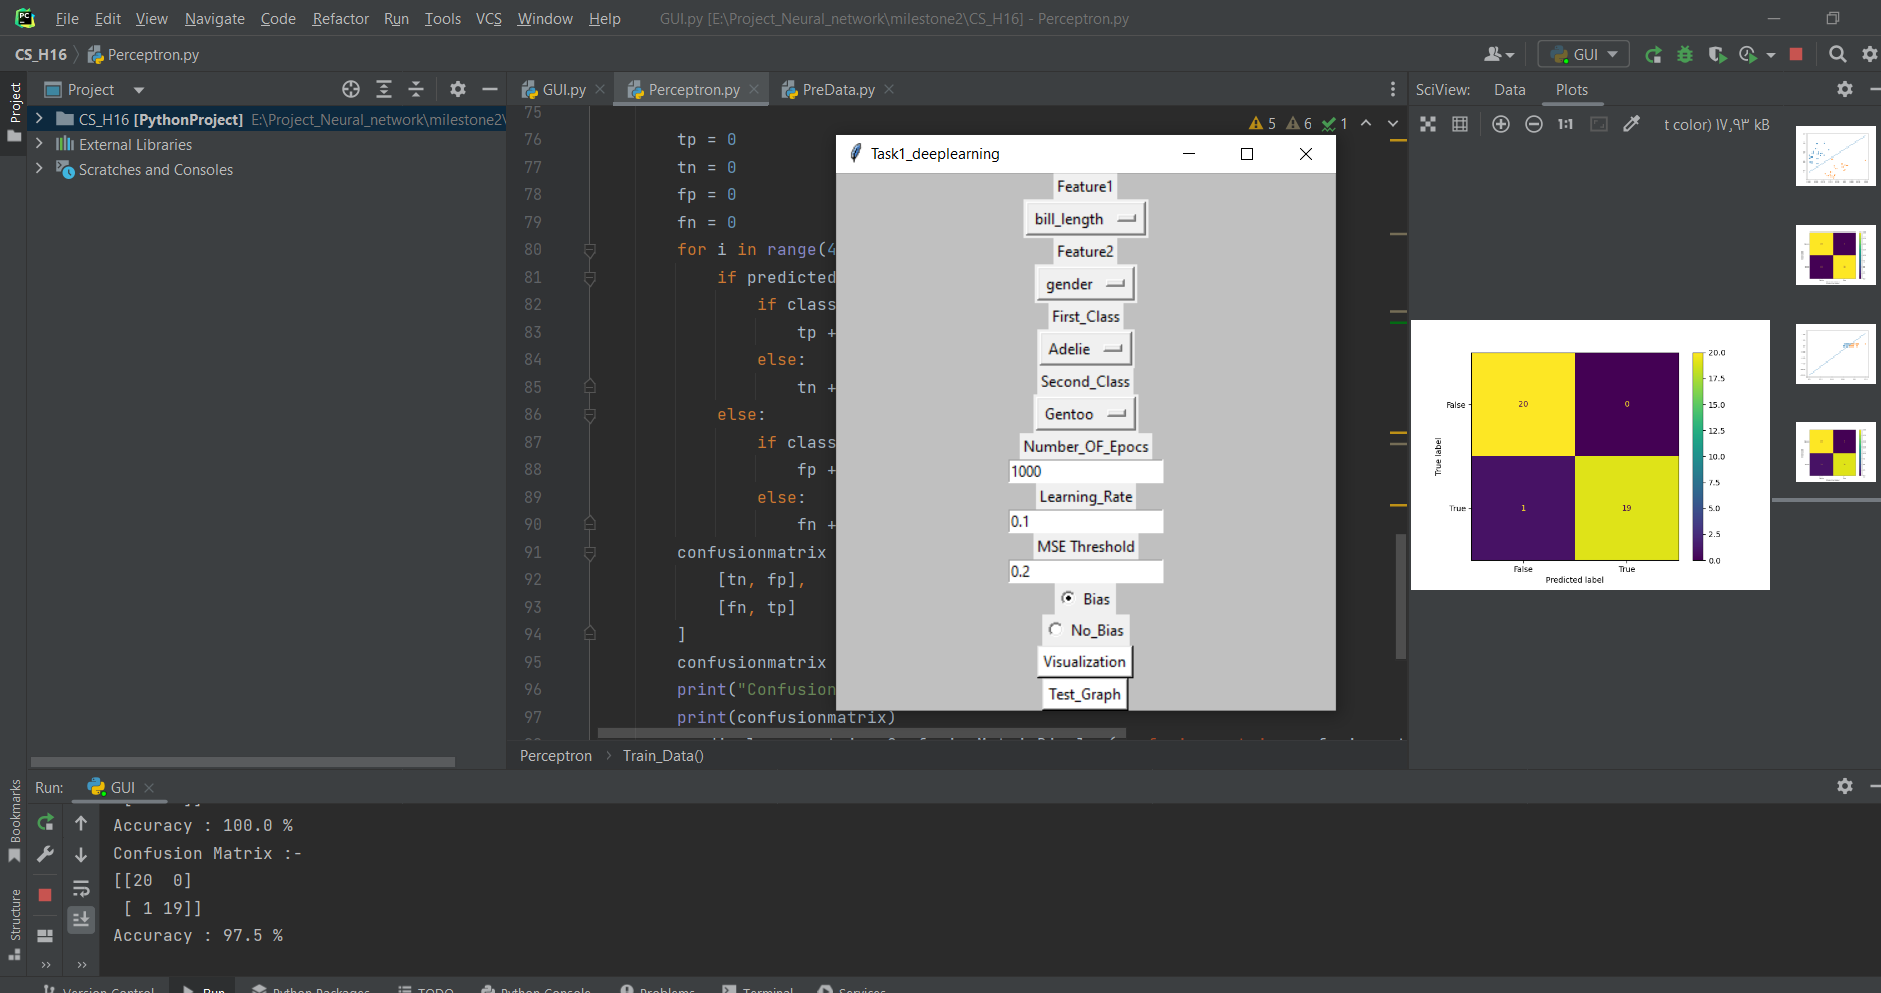 File Edit View Navigate Code Refactor Run Tools VCS Window Help GUI.py [E:\Project_Neural_network\milestone2\CS_H16] - Perceptron.py
CS_H16 Perceptron.py GUI
Project
Project
CS_H16 [PythonProject] E:\Project_Neural_network\milestone2\
External Libraries
Scratches and Consoles
GUI.py Perceptron.py PreData.py
5 6 1
75
76 tp = 0
77 tn = 0
78 fp = 0
79 fn = 0
80 for i in range(4
81 if predicted
82 if class
83 tp +
84 else:
85 tn +
86 else:
87 if class
88 fp +
89 else:
90 fn +
91 confusionmatrix
92 [tn, fp],
93 [fn, tp]
94 ]
95 confusionmatrix
96 print("Confusion
97 print(confusionmatrix)
Perceptron Train_Data()
Task1_deeplearning
Feature1
bill_length
Feature2
gender
First_Class
Adelie
Second_Class
Gentoo
Number_OF_Epocs
1000
Learning_Rate
0.1
MSE Threshold
0.2
Bias
No_Bias
Visualization
Test_Graph
SciView: Data Plots
1:1 t color) ١٧٫٩٣ kB
True label
False
True
20 0
1 19
False True
Predicted label
20.0
17.5
15.0
12.5
10.0
7.5
5.0
2.5
0.0
Run: GUI
Bookmarks
Structure
Accuracy : 100.0 %
Confusion Matrix :-
[[20 0]
[ 1 19]]
Accuracy : 97.5 %
Version Control Run Python Packages TODO Python Console Problems Terminal Services